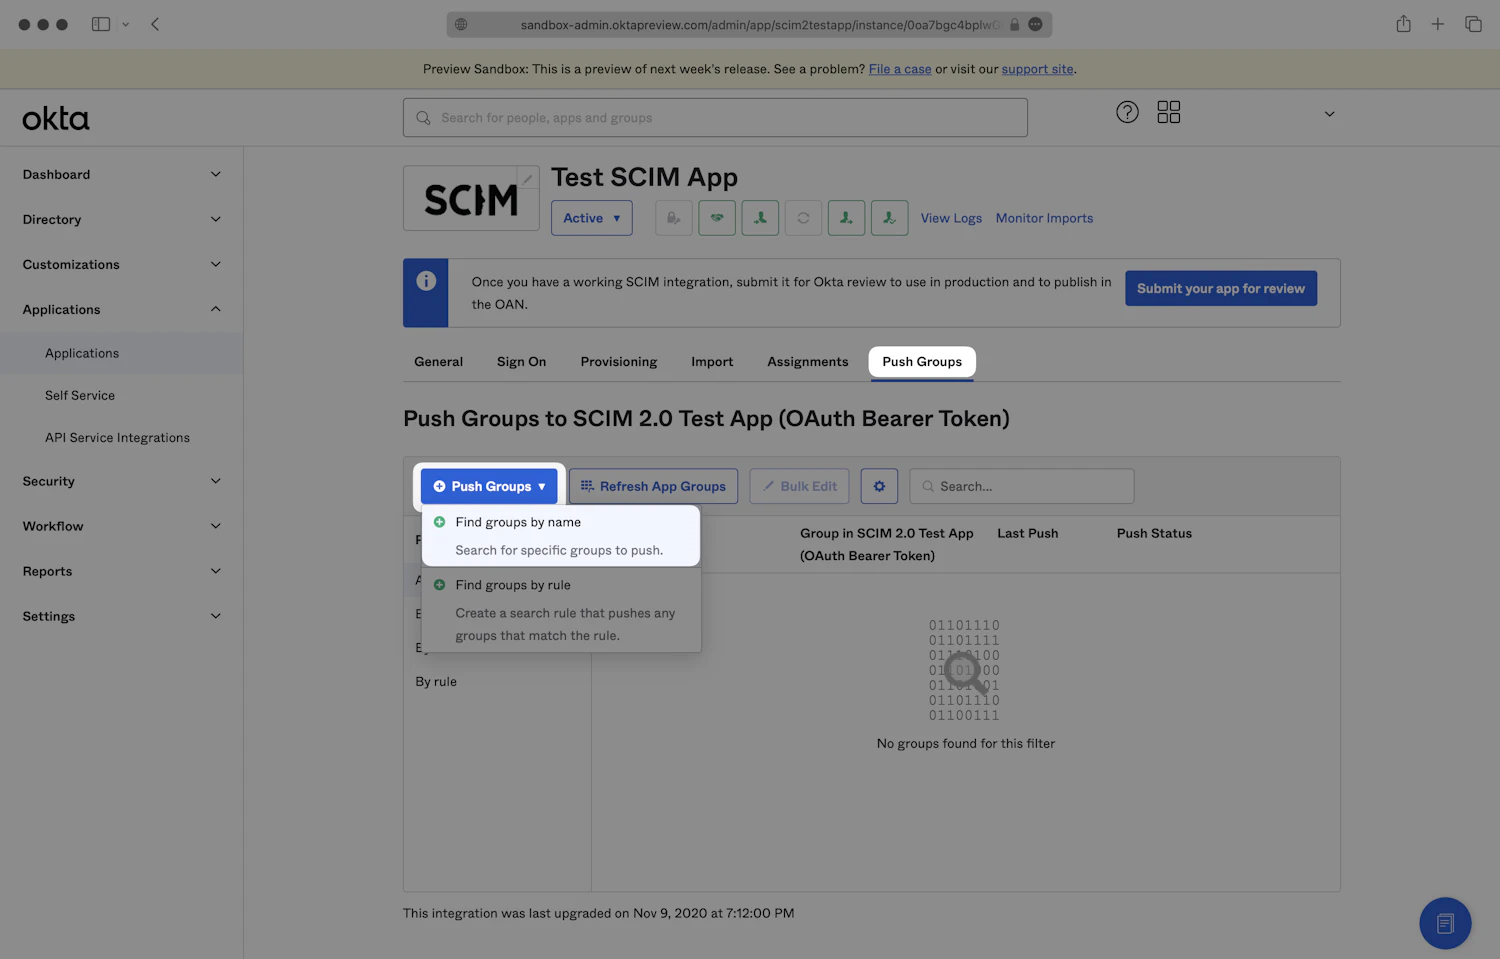 sandbox-admin.oktapreview.com/admin/app/scim2testapp/instance/0oa7bgc4bplwG
Preview Sandbox: This is a preview of next week's release. See a problem? File a case or visit our support site.
okta
Search for people, apps and groups
Dashboard
Directory
Customizations
Applications
Applications
Self Service
API Service Integrations
Security
Workflow
Reports
Settings
SCIM
Test SCIM App
Active
View Logs
Monitor Imports
Once you have a working SCIM integration, submit it for Okta review to use in production and to publish in
the OAN.
Submit your app for review
General
Sign On
Provisioning
Import
Assignments
Push Groups
Push Groups to SCIM 2.0 Test App (OAuth Bearer Token)
Push Groups
Refresh App Groups
Bulk Edit
Search...
Find groups by name
Search for specific groups to push.
Find groups by rule
Create a search rule that pushes any
groups that match the rule.
By rule
Group in SCIM 2.0 Test App
(OAuth Bearer Token)
Last Push
Push Status
01101110
01101111
01101110
01100111
No groups found for this filter
This integration was last upgraded on Nov 9, 2020 at 7:12:00 PM